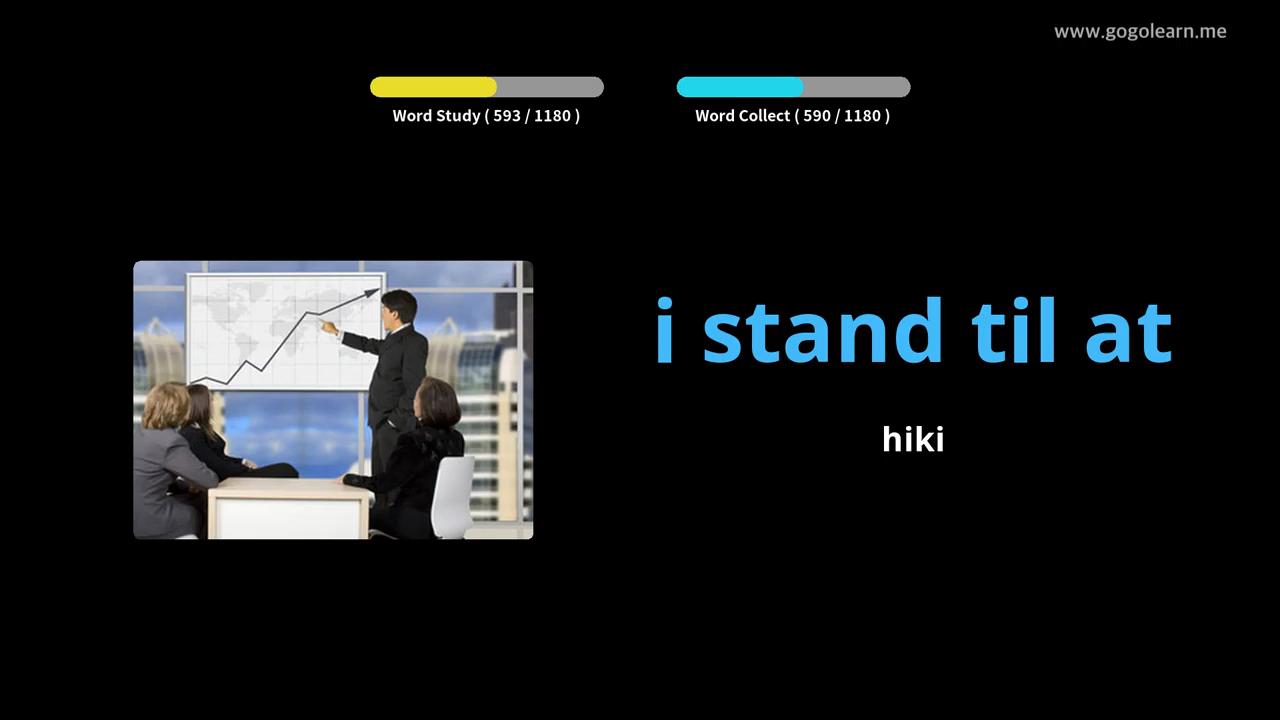 www.gogolearn.me
Word Study ( 593 / 1180 )
Word Collect ( 590 / 1180 )
i stand til at
hiki